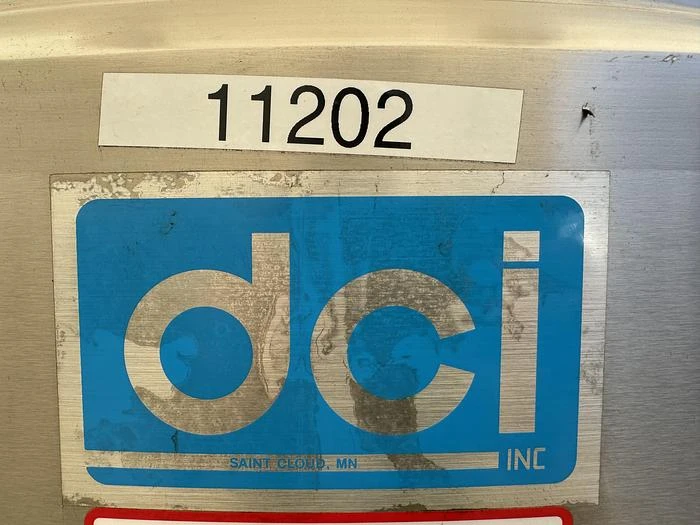 11202
dci
SAINT CLOUD, MN INC